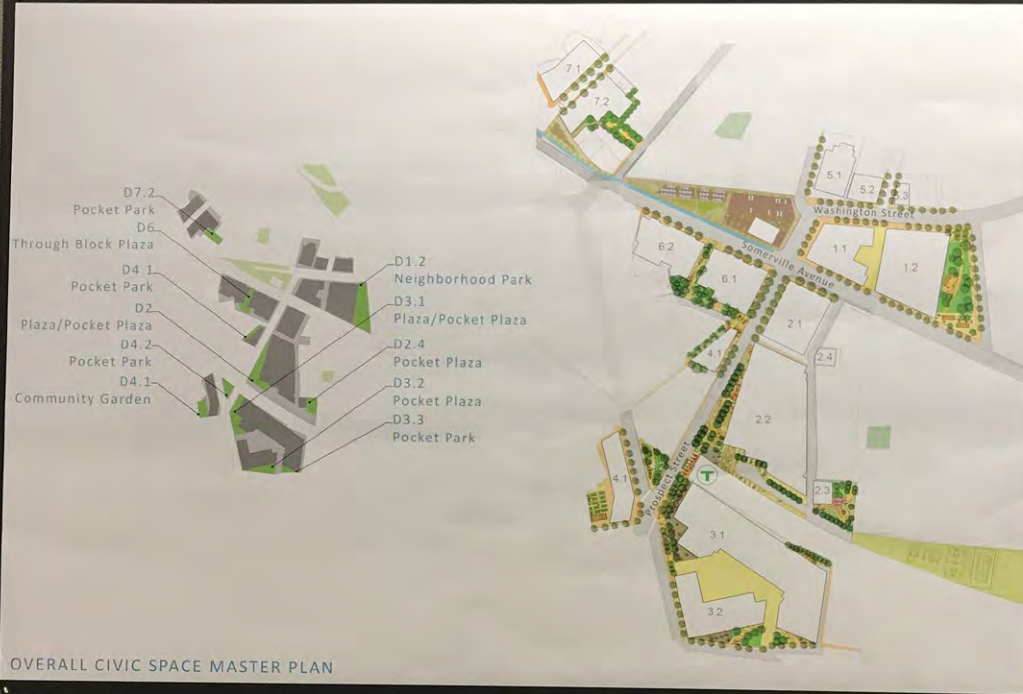 D7.2
Pocket Park
D6
Through Block Plaza
D4.1
Pocket Park
D2
Plaza/Pocket Plaza
D4.2
Pocket Park
D4.1
Community Garden
D1.2
Neighborhood Park
D3.1
Plaza/Pocket Plaza
D2.4
Pocket Plaza
D3.2
Pocket Plaza
D3.3
Pocket Park
7.1
7.2
5.1
5.2
5.3
Washington Street
6.2
Somerville Avenue
1.1
1.2
6.1
2.1
4.1
2.4
2.2
4.1
Prospect Street
T
2.3
3.1
3.2
OVERALL CIVIC SPACE MASTER PLAN